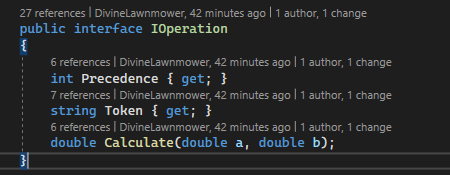 27 references | DivineLawnmower, 42 minutes ago | 1 author, 1 change
public interface IOperation
{
6 references | DivineLawnmower, 42 minutes ago | 1 author, 1 change
int Precedence { get; }
7 references | DivineLawnmower, 42 minutes ago | 1 author, 1 change
string Token { get; }
6 references | DivineLawnmower, 42 minutes ago | 1 author, 1 change
double Calculate(double a, double b);
}